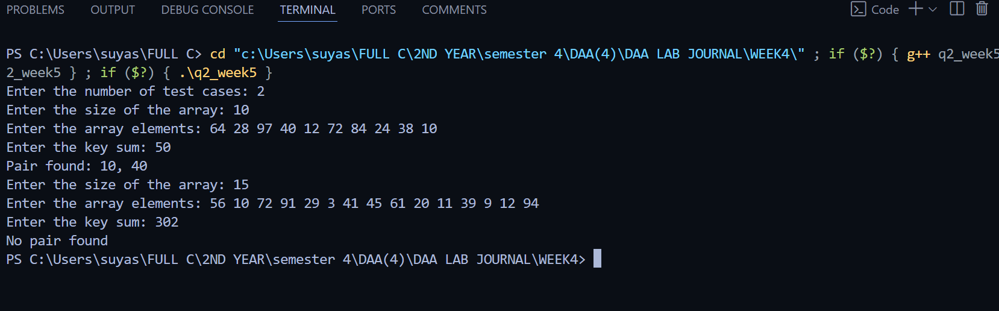 PROBLEMS OUTPUT DEBUG CONSOLE TERMINAL PORTS COMMENTS Code
PS C:\Users\suyas\FULL C> cd "c:\Users\suyas\FULL C\2ND YEAR\semester 4\DAA(4)\DAA LAB JOURNAL\WEEK4\" ; if ($?) { g++ q2_week5
2_week5 } ; if ($?) { .\q2_week5 }
Enter the number of test cases: 2
Enter the size of the array: 10
Enter the array elements: 64 28 97 40 12 72 84 24 38 10
Enter the key sum: 50
Pair found: 10, 40
Enter the size of the array: 15
Enter the array elements: 56 10 72 91 29 3 41 45 61 20 11 39 9 12 94
Enter the key sum: 302
No pair found
PS C:\Users\suyas\FULL C\2ND YEAR\semester 4\DAA(4)\DAA LAB JOURNAL\WEEK4>